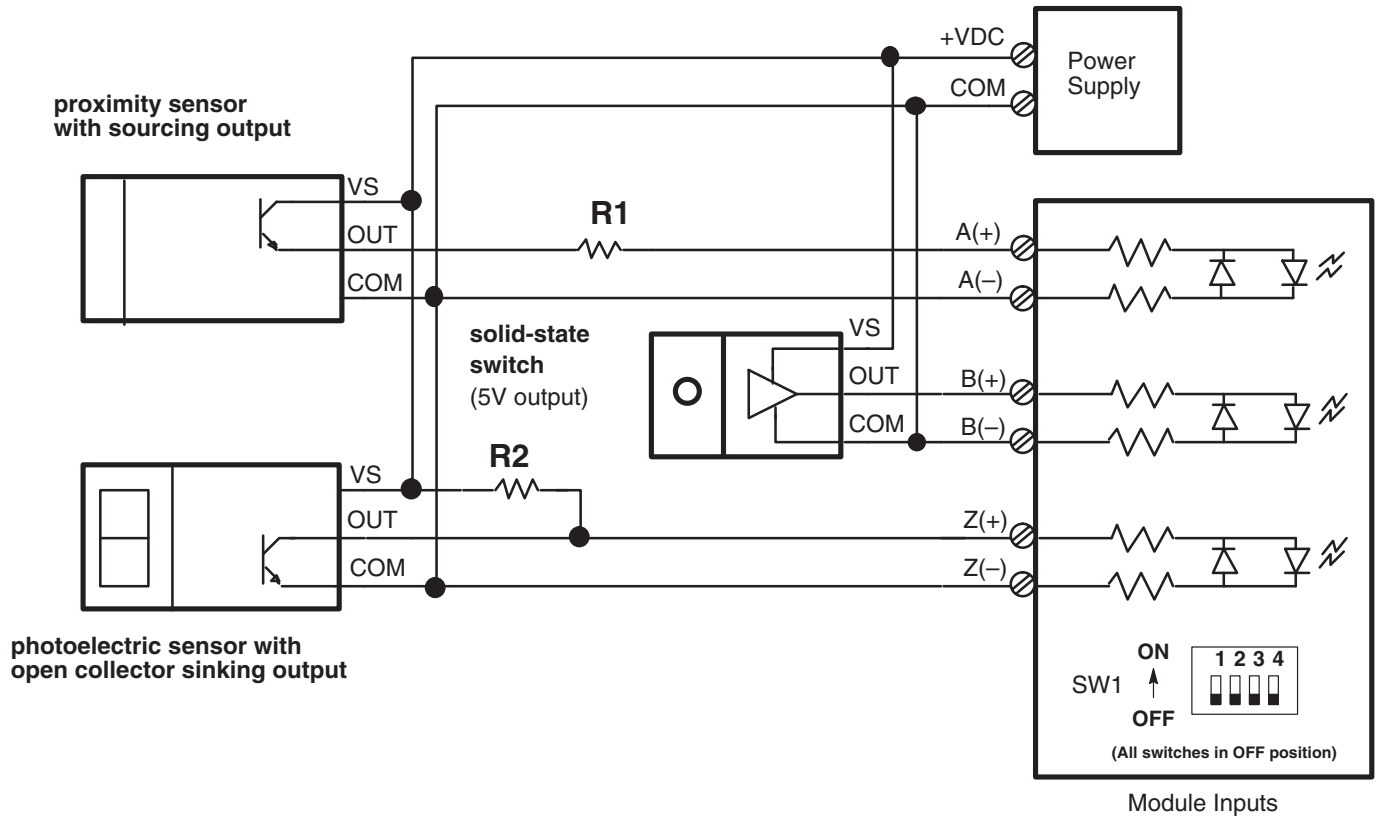 +VDC
COM
Power
Supply
proximity sensor
with sourcing output
VS
OUT
COM
R1
A(+)
A(–)
solid-state
switch
(5V output)
VS
OUT
COM
B(+)
B(–)
R2
VS
OUT
COM
Z(+)
Z(–)
photoelectric sensor with
open collector sinking output
ON
SW1
OFF
1 2 3 4
(All switches in OFF position)
Module Inputs